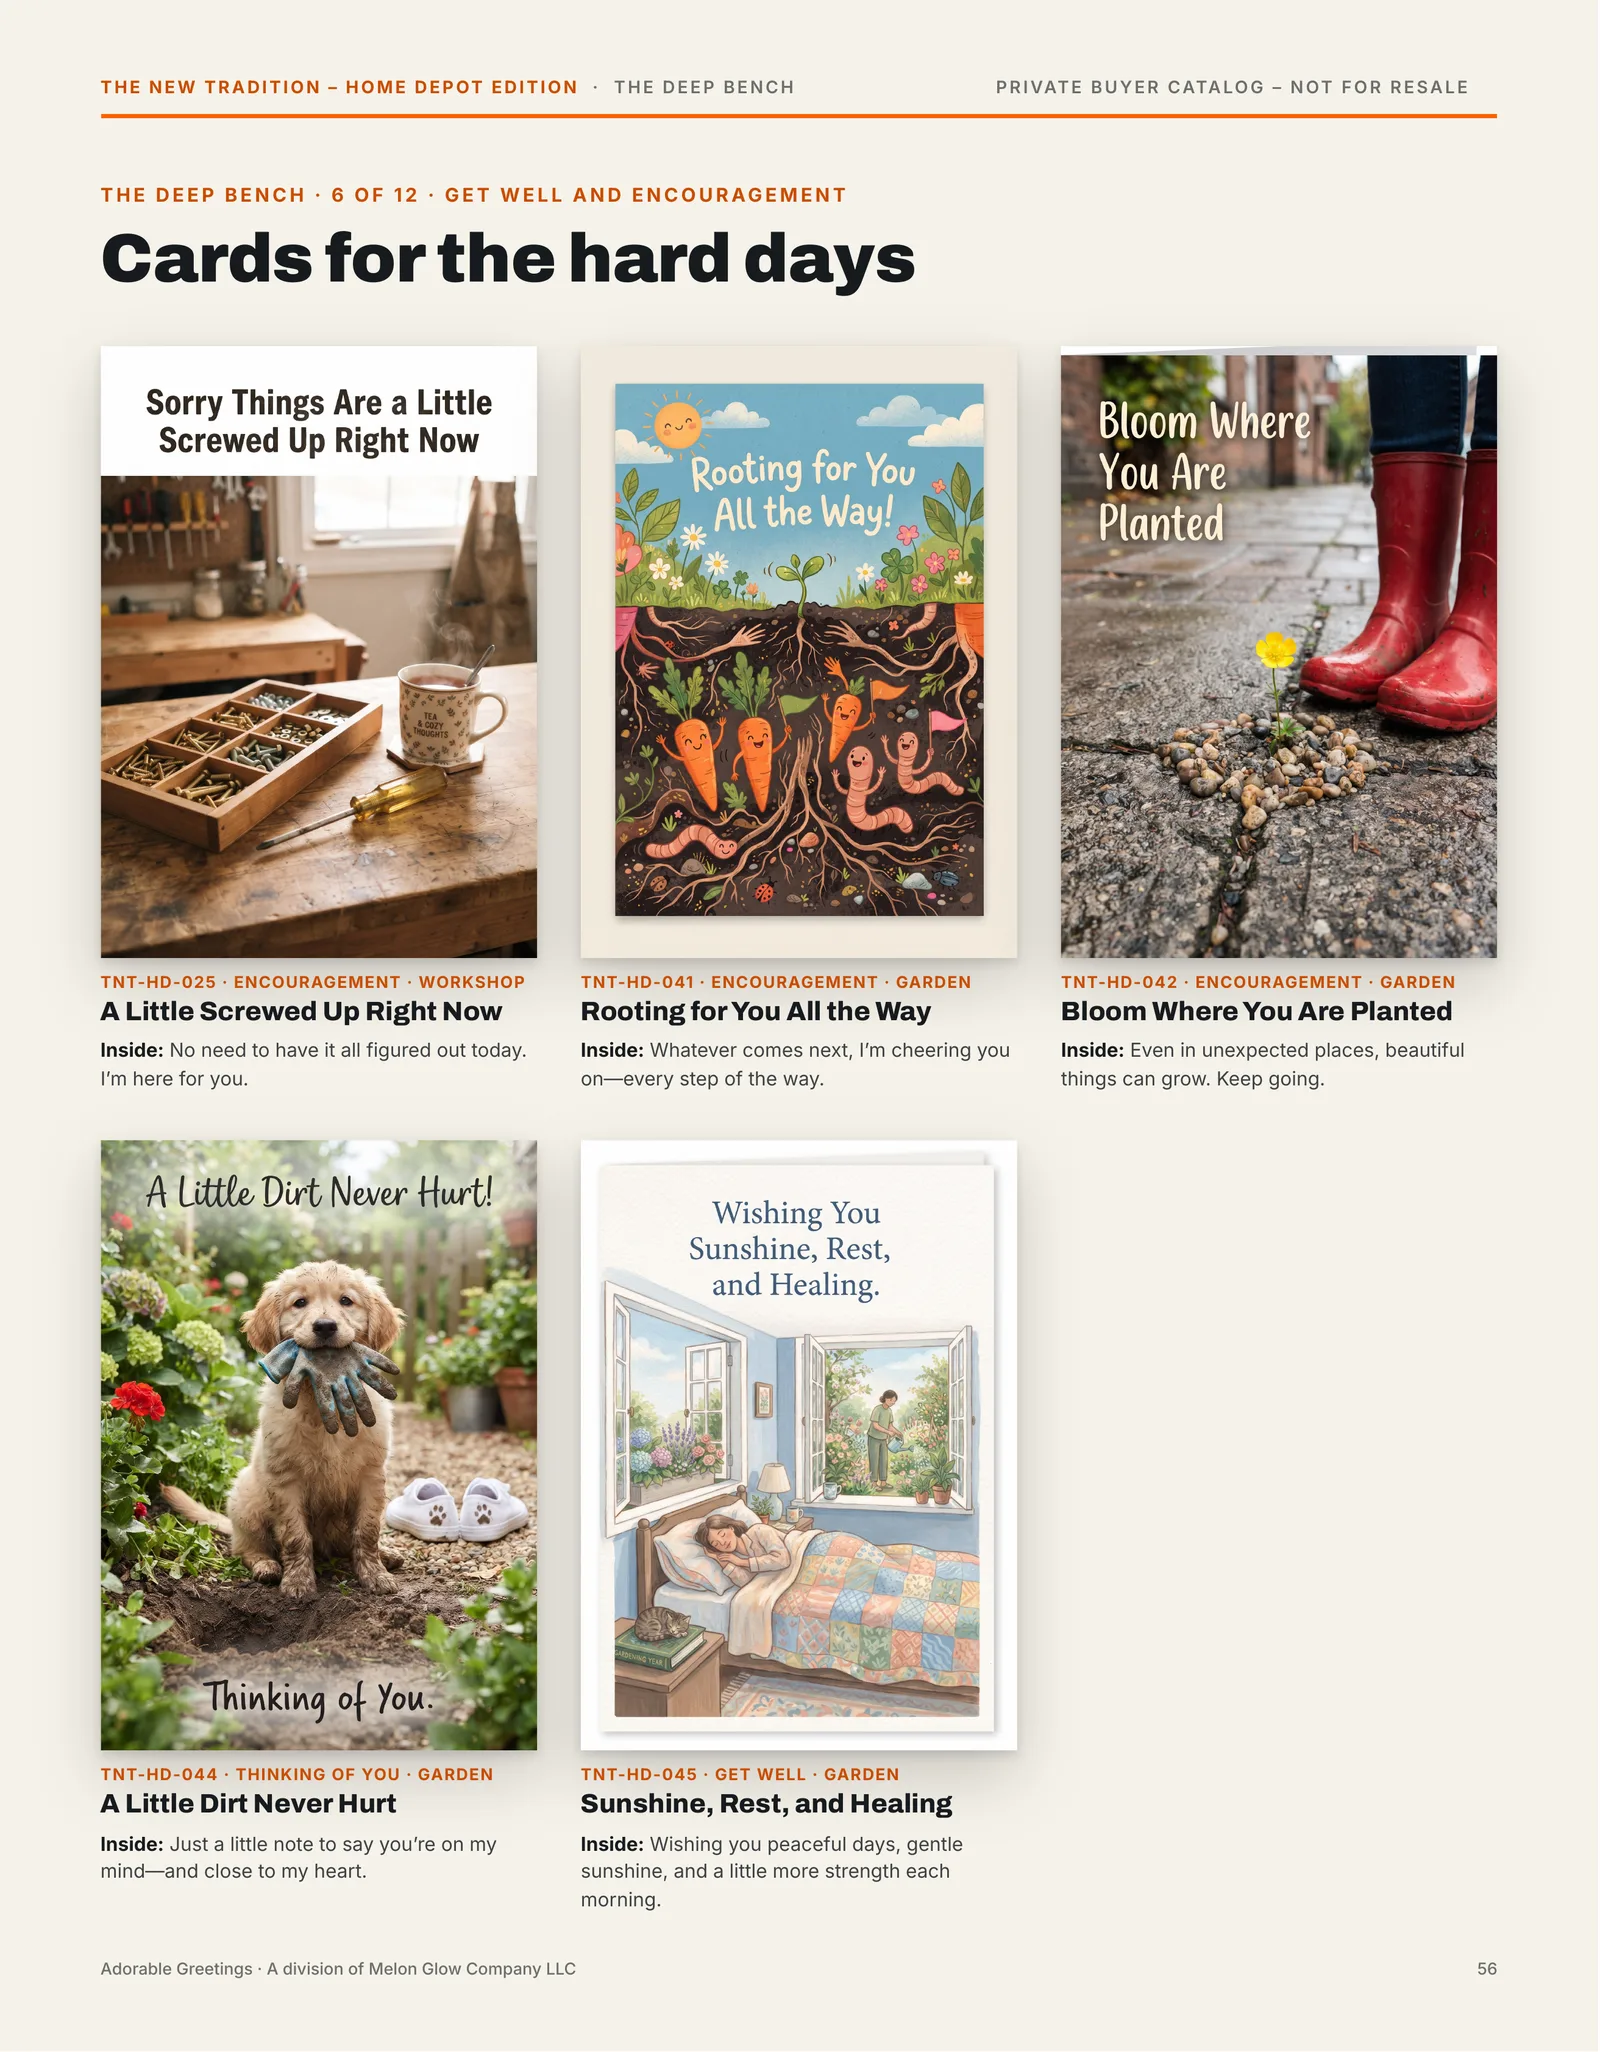 THE NEW TRADITION – HOME DEPOT EDITION · THE DEEP BENCH
PRIVATE BUYER CATALOG – NOT FOR RESALE
THE DEEP BENCH · 6 OF 12 · GET WELL AND ENCOURAGEMENT
Cards for the hard days
Sorry Things Are a Little
Screwed Up Right Now
TEA
& COZY
THOUGHTS
TNT-HD-025 · ENCOURAGEMENT · WORKSHOP
A Little Screwed Up Right Now
Inside: No need to have it all figured out today.
I’m here for you.
Rooting for You
All the Way!
TNT-HD-041 · ENCOURAGEMENT · GARDEN
Rooting for You All the Way
Inside: Whatever comes next, I’m cheering you
on—every step of the way.
Bloom Where
You Are
Planted
TNT-HD-042 · ENCOURAGEMENT · GARDEN
Bloom Where You Are Planted
Inside: Even in unexpected places, beautiful
things can grow. Keep going.
A Little Dirt Never Hurt!
Thinking of You.
TNT-HD-044 · THINKING OF YOU · GARDEN
A Little Dirt Never Hurt
Inside: Just a little note to say you’re on my
mind—and close to my heart.
Wishing You
Sunshine, Rest,
and Healing.
GARDENING YEAR
TNT-HD-045 · GET WELL · GARDEN
Sunshine, Rest, and Healing
Inside: Wishing you peaceful days, gentle
sunshine, and a little more strength each
morning.
Adorable Greetings · A division of Melon Glow Company LLC
56